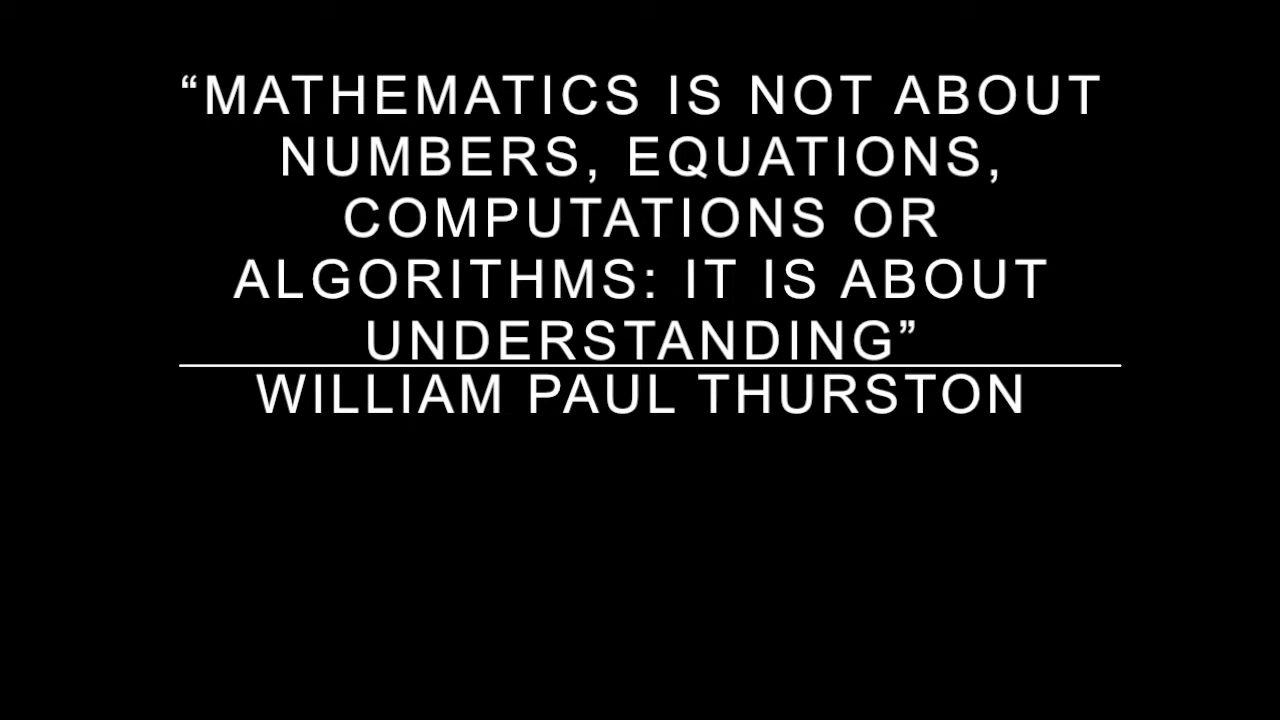 “MATHEMATICS IS NOT ABOUT
NUMBERS, EQUATIONS,
COMPUTATIONS OR
ALGORITHMS: IT IS ABOUT
UNDERSTANDING”
WILLIAM PAUL THURSTON